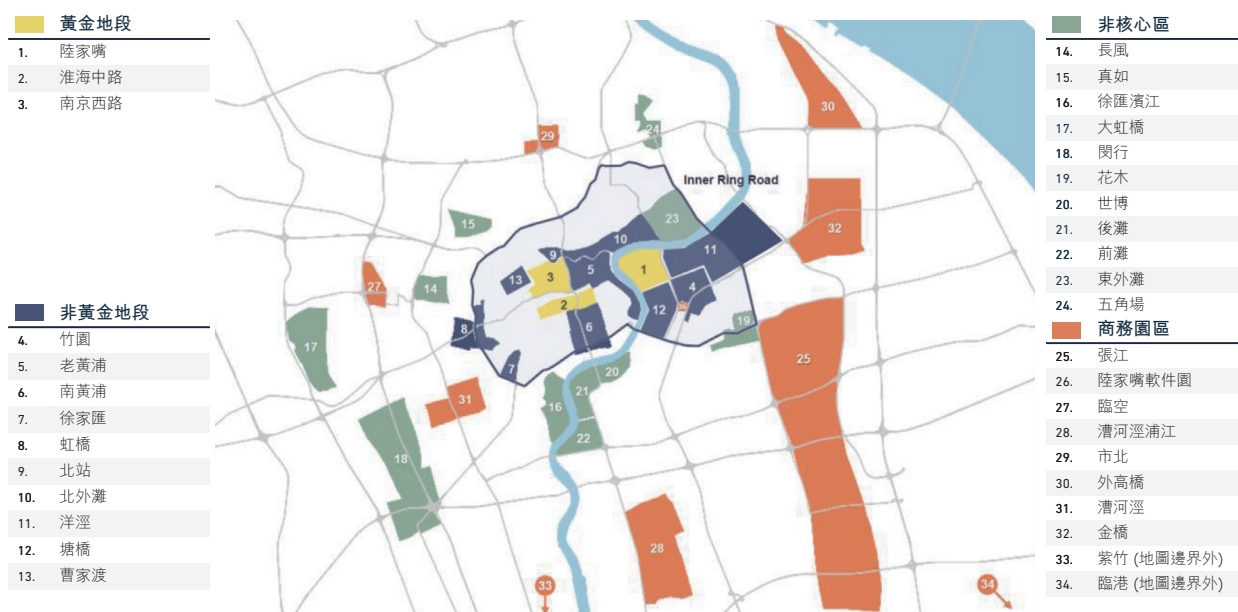 黃金地段
1. 陸家嘴
2. 淮海中路
3. 南京西路
非黃金地段
4. 竹園
5. 老黃浦
6. 南黃浦
7. 徐家匯
8. 虹橋
9. 北站
10. 北外灘
11. 洋涇
12. 塘橋
13. 曹家渡
30
29
24
Inner Ring Road
15
23
32
10
9
11
3
5
1
13
27
14
4
2
12
8
6
19
17
7
20
25
21
31
16
22
18
28
33
34
非核心區
14. 長風
15. 真如
16. 徐匯濱江
17. 大虹橋
18. 閔行
19. 花木
20. 世博
21. 後灘
22. 前灘
23. 東外灘
24. 五角場
商務園區
25. 張江
26. 陸家嘴軟件園
27. 臨空
28. 漕河涇浦江
29. 市北
30. 外高橋
31. 漕河涇
32. 金橋
33. 紫竹 (地圖邊界外)
34. 臨港 (地圖邊界外)